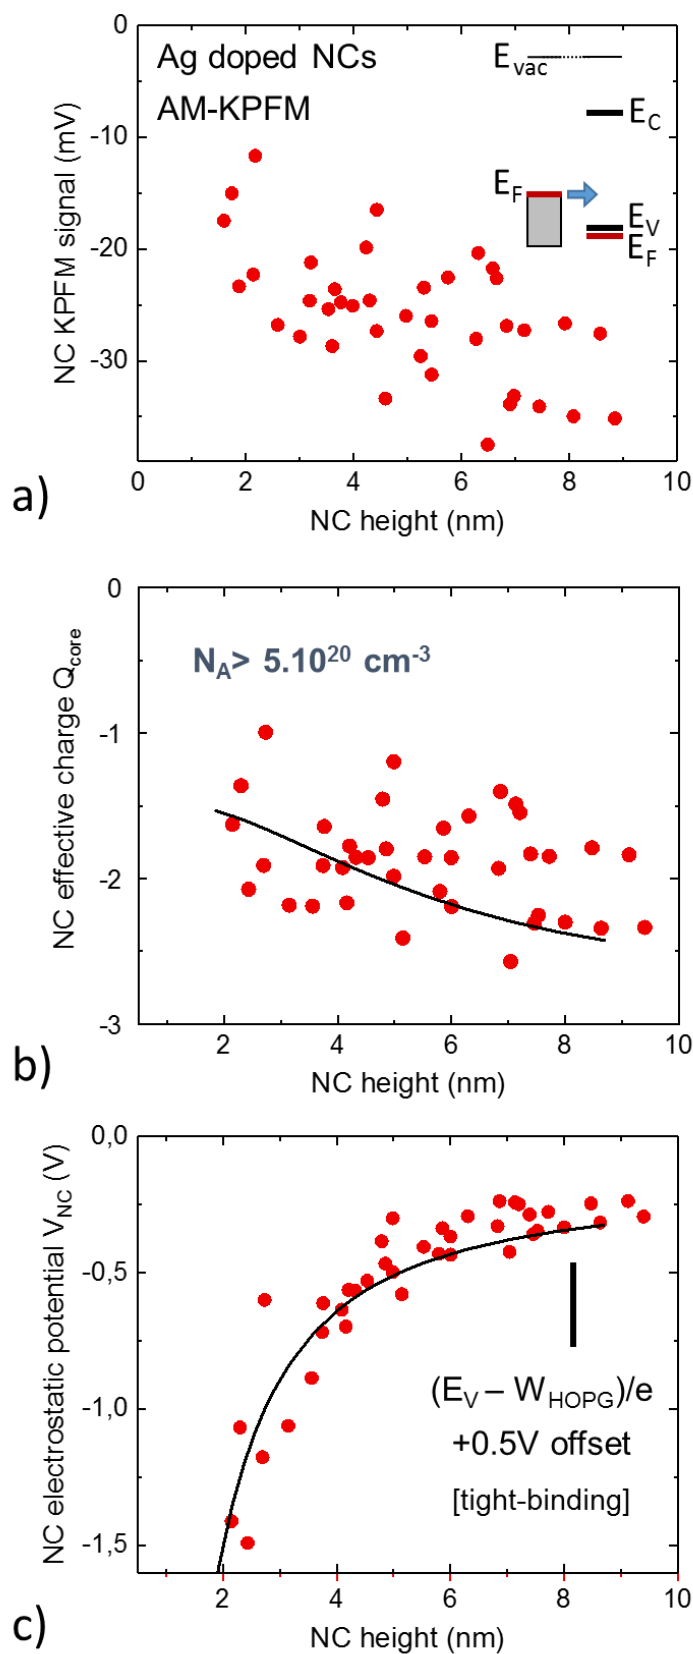 0
Ag doped NCs
E_vac
AM-KPFM
E_C
-10
E_F
E_V
E_F
-20
-30
NC KPFM signal (mV)
0 2 4 6 8 10
NC height (nm)
a)
0
N_A> 5.10^20 cm^-3
-1
-2
-3
NC effective charge Q_core
2 4 6 8 10
NC height (nm)
b)
0,0
-0,5
-1,0
-1,5
NC electrostatic potential V_NC (V)
(E_V – W_HOPG)/e
+0.5V offset
[tight-binding]
2 4 6 8 10
NC height (nm)
c)